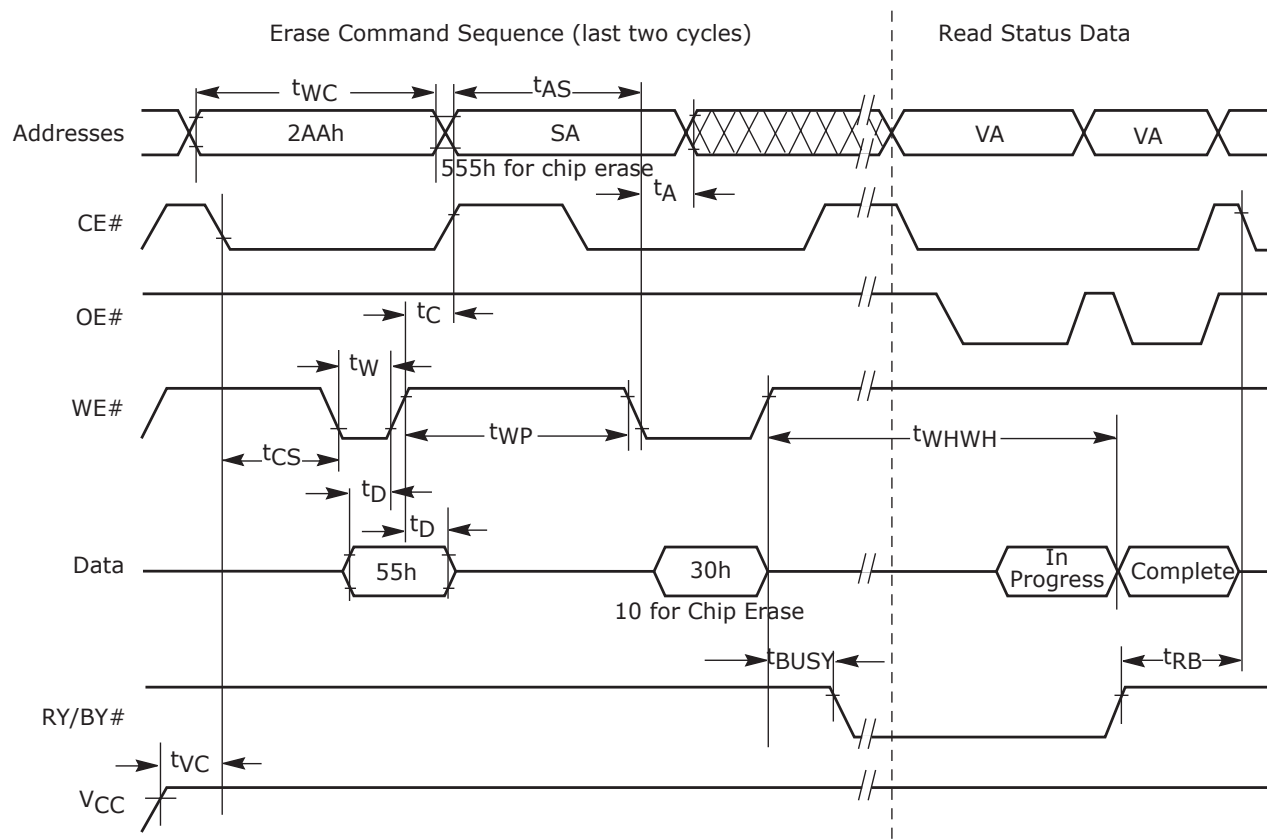 Erase Command Sequence (last two cycles)
Read Status Data
tWC
tAS
Addresses
2AAh
SA
VA
VA
555h for chip erase
tA
CE#
OE#
tC
tW
WE#
tWP
tWHWH
tCS
tD
tD
Data
55h
30h
In
Progress
Complete
10 for Chip Erase
tBUSY
tRB
RY/BY#
tVC
VCC